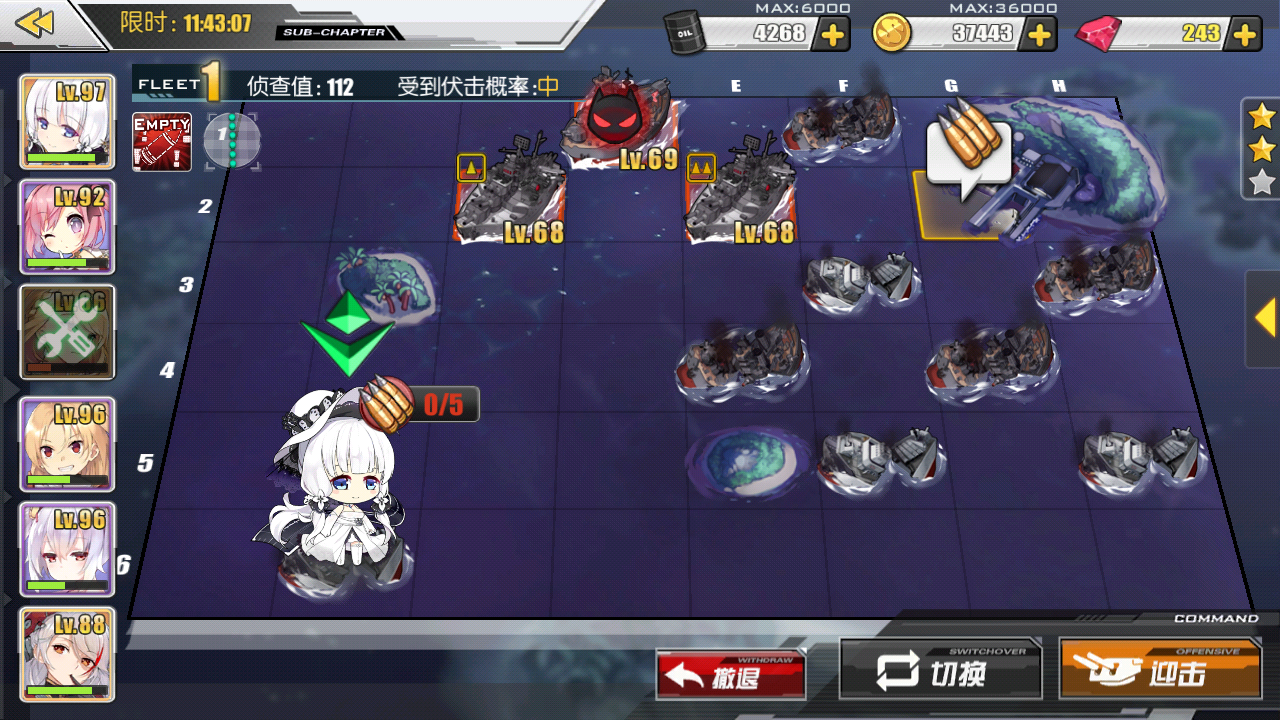 限时: 11:43:07
SUB-CHAPTER
MAX:6000
4268
MAX:36000
37443
243
FLEET 1
侦查值: 112
受到伏击概率:中
E F G H
EMPTY
1
2
3
4
5
6
Lv.97
Lv.92
Lv.96
Lv.96
Lv.88
Lv.69
Lv.68
Lv.68
0/5
OIL
COMMAND
WITHDRAW
撤退
SWITCHOVER
切换
OFFENSIVE
迎击